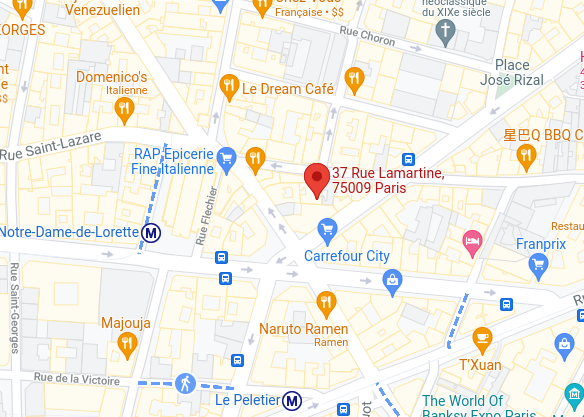 Venezuelien
Française • $$
néoclassique
du XIXe siècle
ORGES
Rue Choron
Place
José Rizal
Domenico's
Italienne
Le Dream Café
$$
Rue Saint-Lazare
RAP Epicerie
Fine Italienne
星巴Q BBQ C
37 Rue Lamartine,
75009 Paris
Rue Flechier
Notre-Dame-de-Lorette
M
Restau
Franprix
Carrefour City
Rue Saint-Georges
Majouja
Naruto Ramen
Ramen
T'Xuan
Rue de la Victoire
Le Peletier
M
The World Of
Banksy Expo Paris